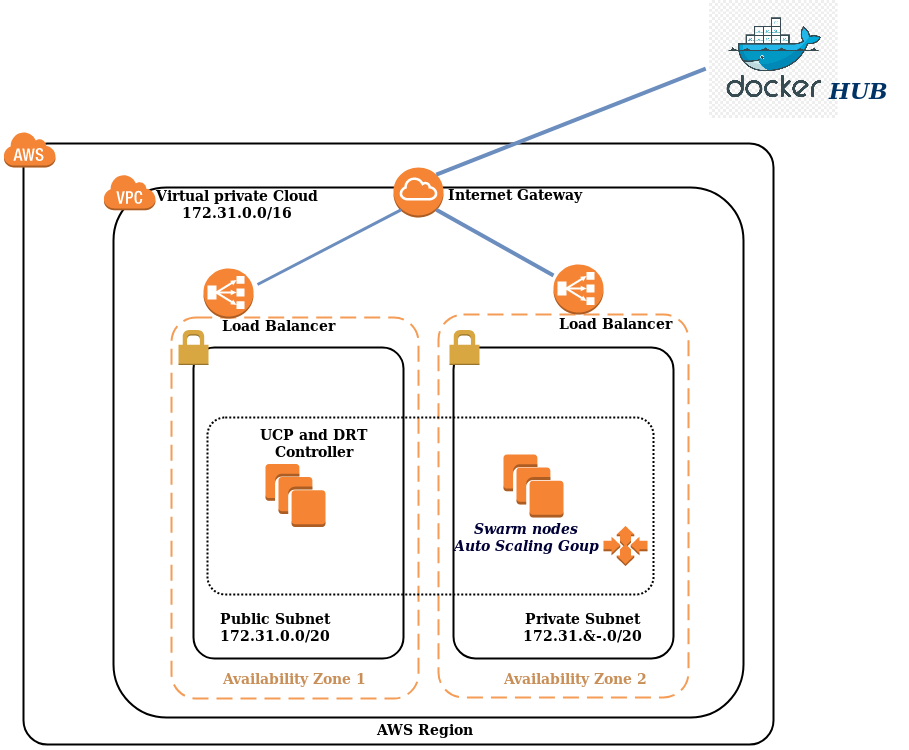 docker HUB
AWS
VPC
Virtual private Cloud
172.31.0.0/16
Internet Gateway
Load Balancer
Load Balancer
UCP and DRT
Controller
Swarm nodes
Auto Scaling Goup
Public Subnet
172.31.0.0/20
Private Subnet
172.31.&-.0/20
Availability Zone 1
Availability Zone 2
AWS Region